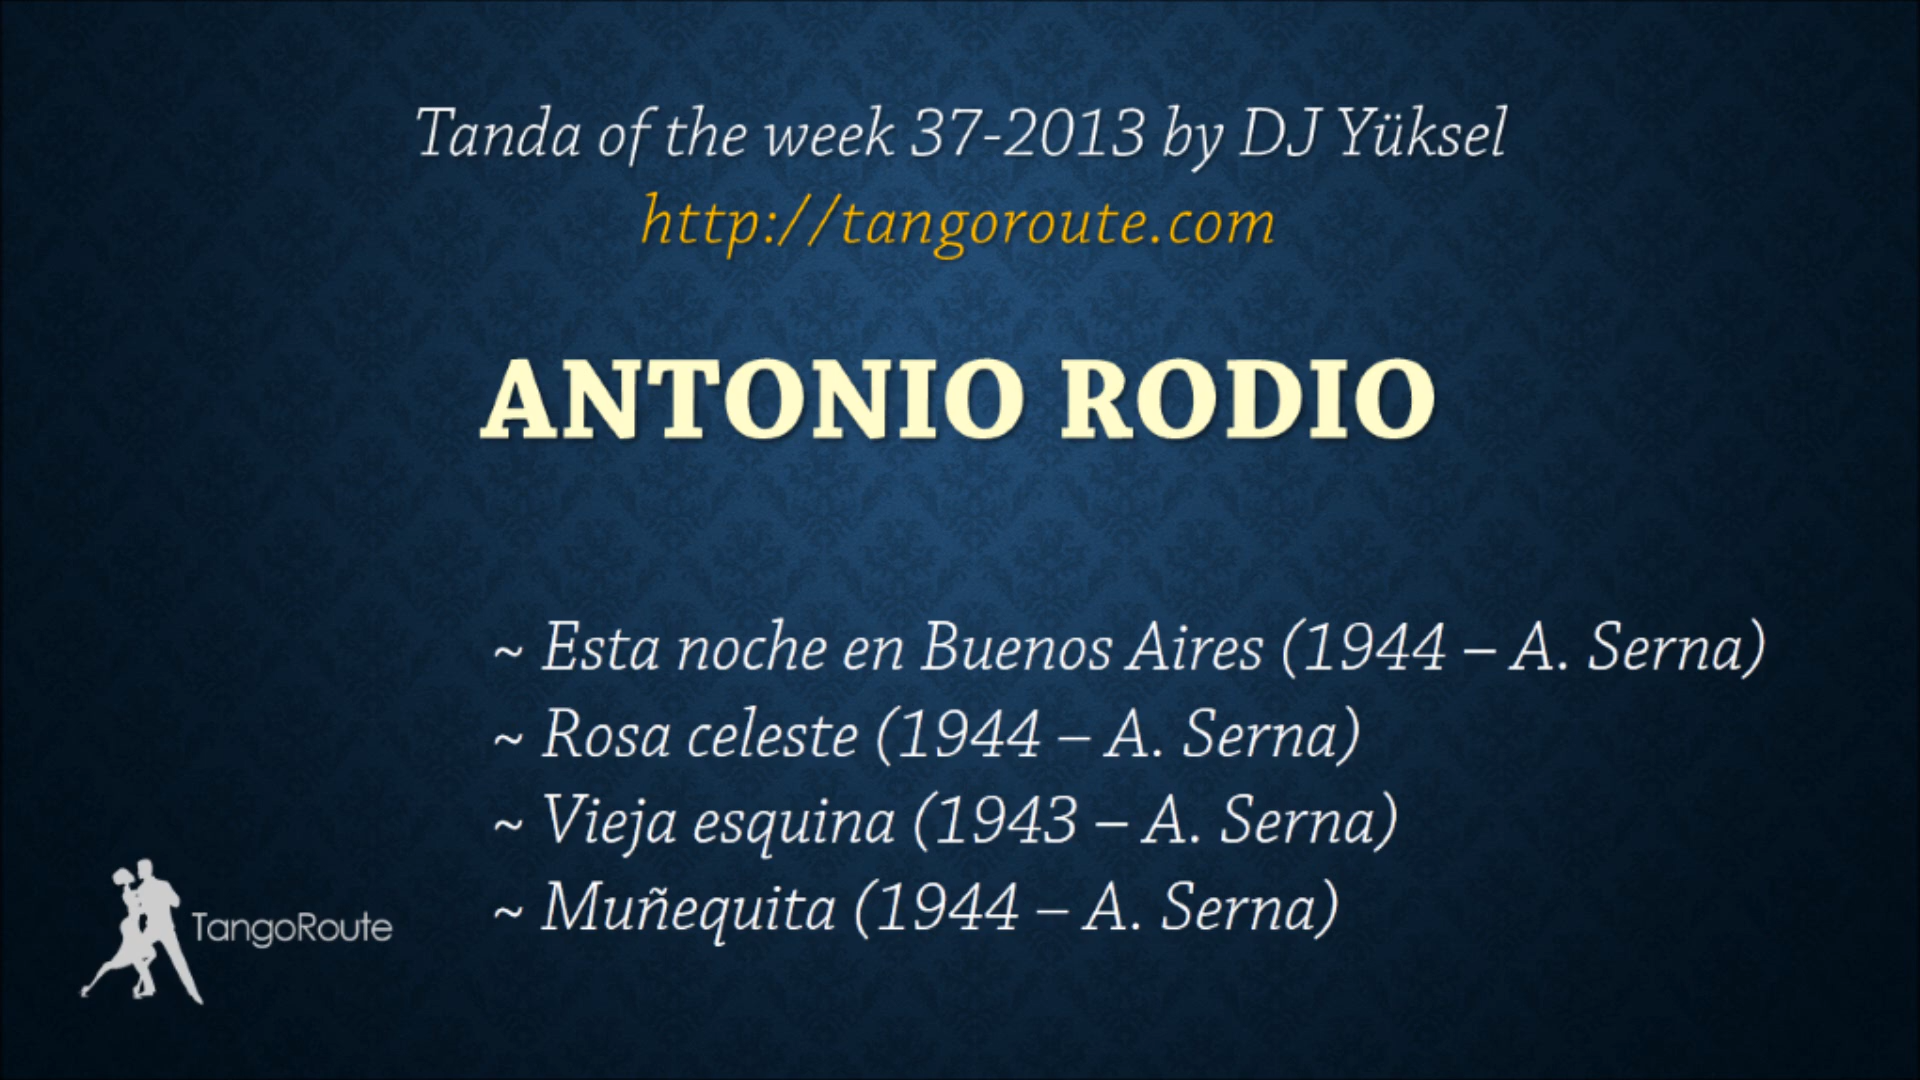 Tanda of the week 37-2013 by DJ Yüksel
http://tangoroute.com
ANTONIO RODIO
~ Esta noche en Buenos Aires (1944 – A. Serna)
~ Rosa celeste (1944 – A. Serna)
~ Vieja esquina (1943 – A. Serna)
~ Muñequita (1944 – A. Serna)
TangoRoute